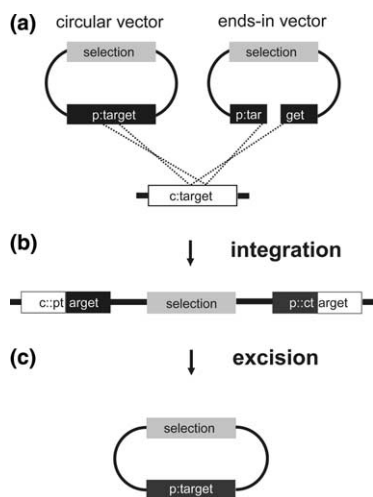 (a) circular vector ends-in vector
selection selection
p:target p:tar get
c:target
(b) integration
c::pt arget selection p::ct arget
(c) excision
selection
p:target